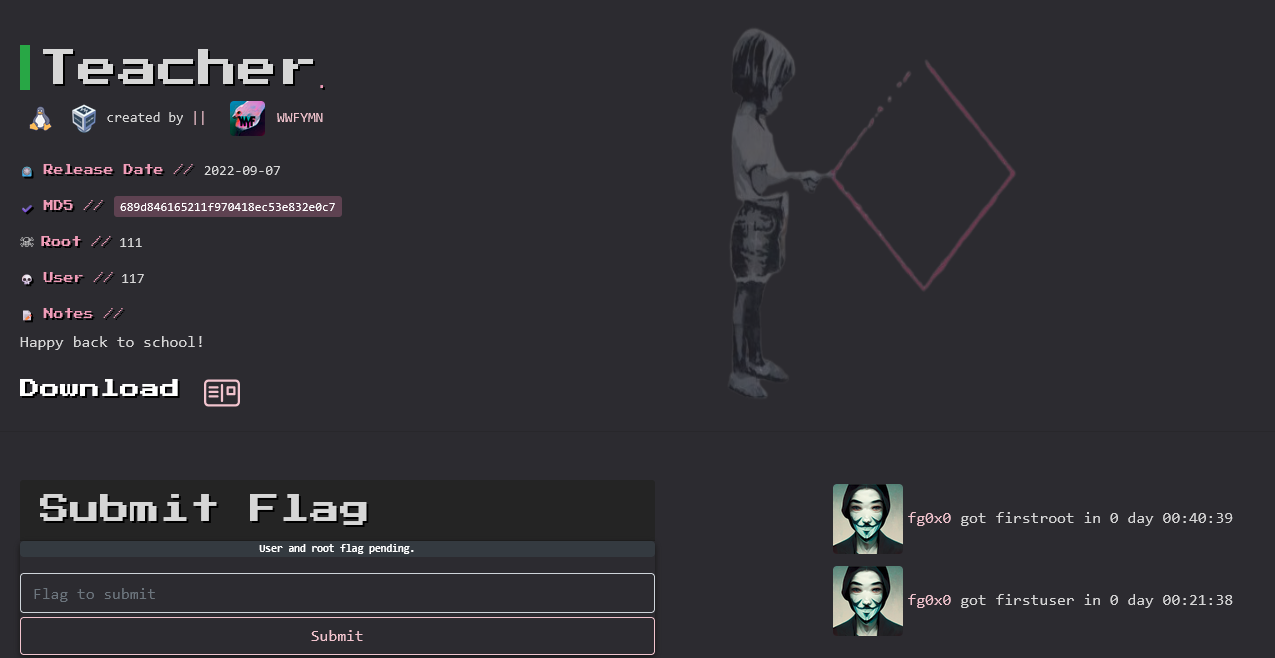 Teacher.
created by || WWFYMN
Release Date // 2022-09-07
MD5 // 689d846165211f970418ec53e832e0c7
Root // 111
User // 117
Notes //
Happy back to school!
Download
Submit Flag
User and root flag pending.
Flag to submit
Submit
fg0x0 got firstroot in 0 day 00:40:39
fg0x0 got firstuser in 0 day 00:21:38